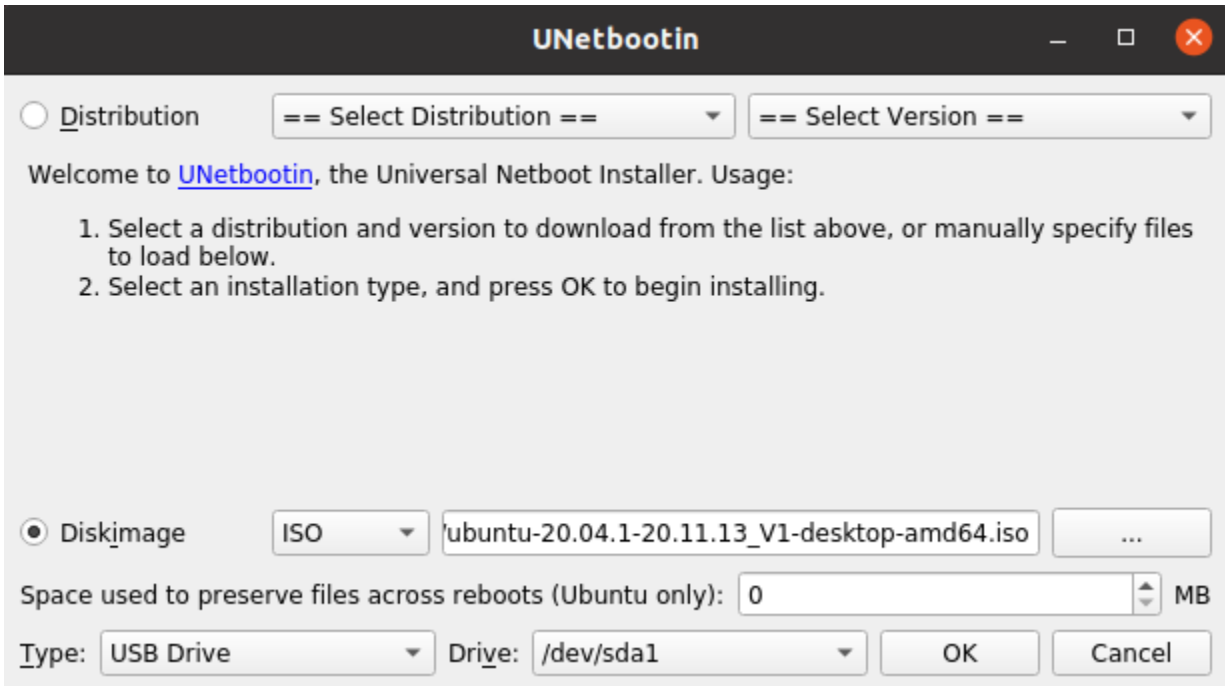 UNetbootin
Distribution == Select Distribution == == Select Version ==
Welcome to UNetbootin, the Universal Netboot Installer. Usage:
1. Select a distribution and version to download from the list above, or manually specify files
to load below.
2. Select an installation type, and press OK to begin installing.
Diskimage ISO /ubuntu-20.04.1-20.11.13_V1-desktop-amd64.iso ...
Space used to preserve files across reboots (Ubuntu only): 0 MB
Type: USB Drive Drive: /dev/sda1 OK Cancel